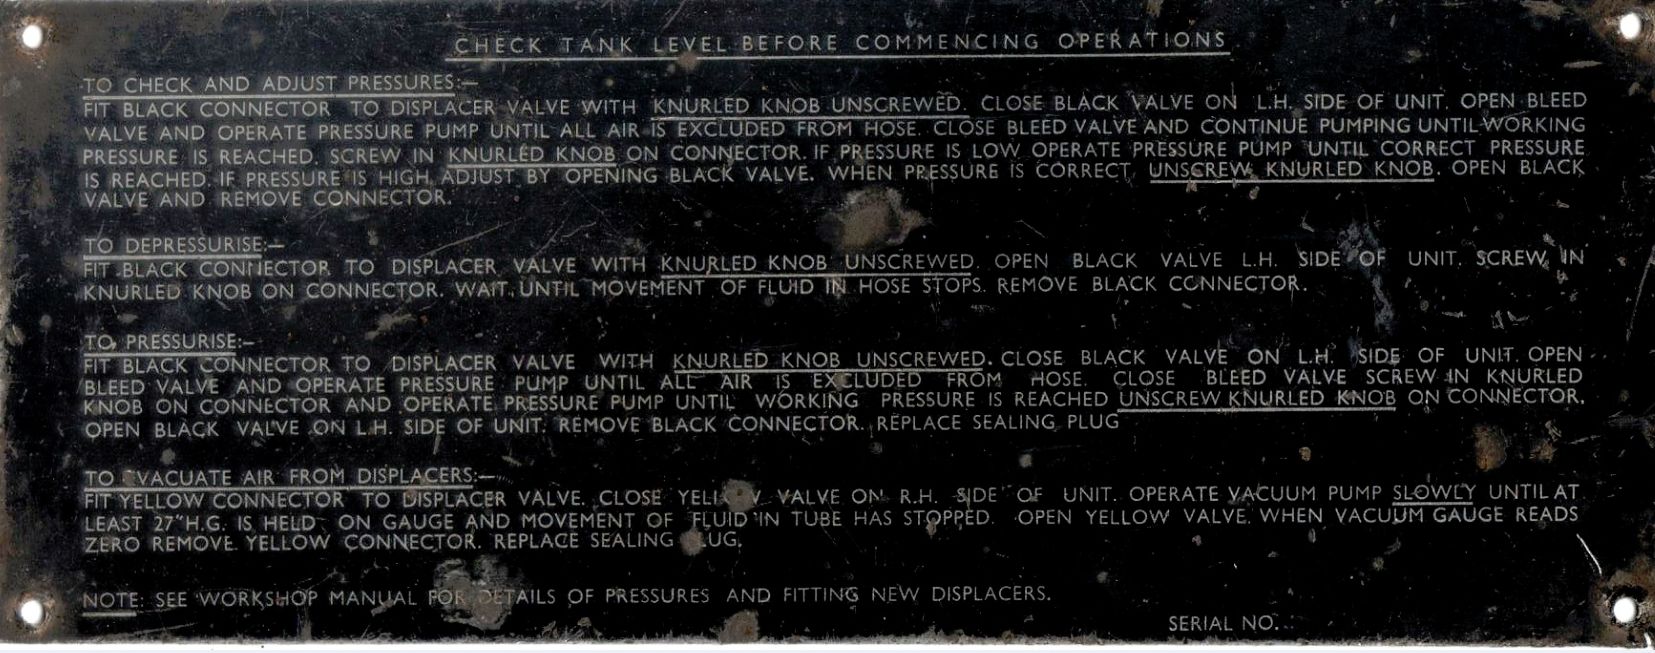 CHECK TANK LEVEL BEFORE COMMENCING OPERATIONS
TO CHECK AND ADJUST PRESSURES:—
FIT BLACK CONNECTOR TO DISPLACER VALVE WITH KNURLED KNOB UNSCREWED. CLOSE BLACK VALVE ON L.H. SIDE OF UNIT. OPEN BLEED
VALVE AND OPERATE PRESSURE PUMP UNTIL ALL AIR IS EXCLUDED FROM HOSE. CLOSE BLEED VALVE AND CONTINUE PUMPING UNTIL WORKING
PRESSURE IS REACHED. SCREW IN KNURLED KNOB ON CONNECTOR. IF PRESSURE IS LOW OPERATE PRESSURE PUMP UNTIL CORRECT PRESSURE
IS REACHED. IF PRESSURE IS HIGH ADJUST BY OPENING BLACK VALVE. WHEN PRESSURE IS CORRECT UNSCREW KNURLED KNOB. OPEN BLACK
VALVE AND REMOVE CONNECTOR.
TO DEPRESSURISE:—
FIT BLACK CONNECTOR TO DISPLACER VALVE WITH KNURLED KNOB UNSCREWED. OPEN BLACK VALVE L.H. SIDE OF UNIT. SCREW IN
KNURLED KNOB ON CONNECTOR. WAIT UNTIL MOVEMENT OF FLUID IN HOSE STOPS. REMOVE BLACK CONNECTOR.
TO PRESSURISE:—
FIT BLACK CONNECTOR TO DISPLACER VALVE WITH KNURLED KNOB UNSCREWED. CLOSE BLACK VALVE ON L.H. SIDE OF UNIT. OPEN
BLEED VALVE AND OPERATE PRESSURE PUMP UNTIL ALL AIR IS EXCLUDED FROM HOSE. CLOSE BLEED VALVE SCREW IN KNURLED
KNOB ON CONNECTOR AND OPERATE PRESSURE PUMP UNTIL WORKING PRESSURE IS REACHED UNSCREW KNURLED KNOB ON CONNECTOR,
OPEN BLACK VALVE ON L.H. SIDE OF UNIT. REMOVE BLACK CONNECTOR. REPLACE SEALING PLUG
TO EVACUATE AIR FROM DISPLACERS:—
FIT YELLOW CONNECTOR TO DISPLACER VALVE. CLOSE YELLOW VALVE ON R.H. SIDE OF UNIT. OPERATE VACUUM PUMP SLOWLY UNTIL AT
LEAST 27"H.G. IS HELD ON GAUGE AND MOVEMENT OF FLUID IN TUBE HAS STOPPED. OPEN YELLOW VALVE. WHEN VACUUM GAUGE READS
ZERO REMOVE YELLOW CONNECTOR. REPLACE SEALING PLUG.
NOTE: SEE WORKSHOP MANUAL FOR DETAILS OF PRESSURES AND FITTING NEW DISPLACERS.
SERIAL NO.